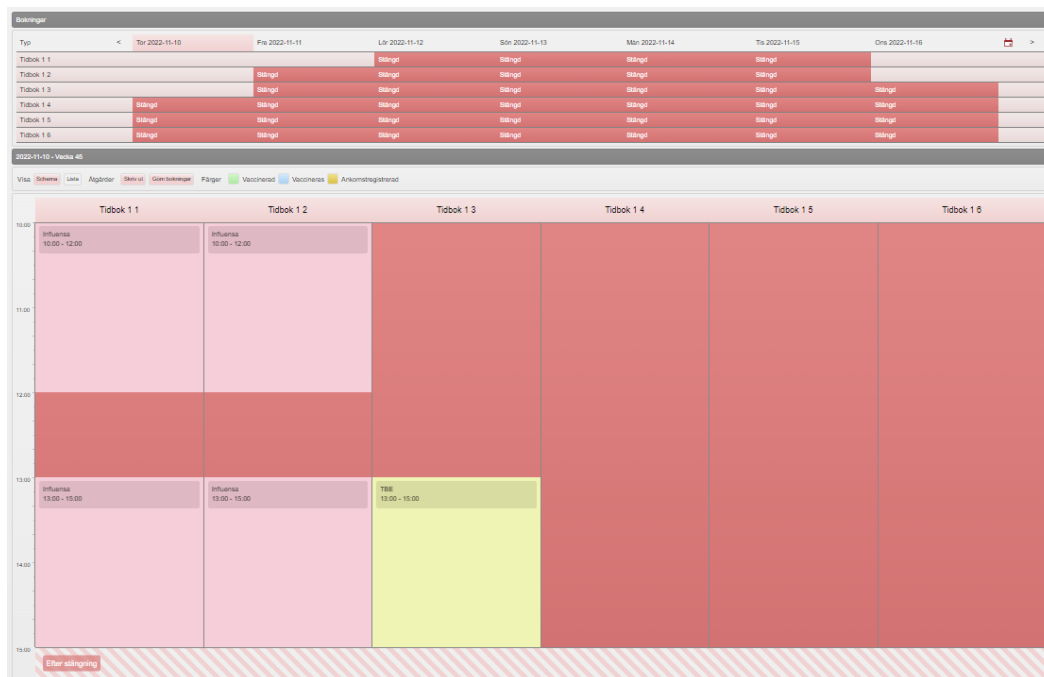 Bokningar
Typ < Tor 2022-11-10 Fre 2022-11-11 Lör 2022-11-12 Sön 2022-11-13 Mån 2022-11-14 Tis 2022-11-15 Ons 2022-11-16 >
Tidbok 1 1 Stängd Stängd Stängd Stängd
Tidbok 1 2 Stängd Stängd Stängd Stängd Stängd
Tidbok 1 3 Stängd Stängd Stängd Stängd Stängd Stängd
Tidbok 1 4 Stängd Stängd Stängd Stängd Stängd Stängd Stängd
Tidbok 1 5 Stängd Stängd Stängd Stängd Stängd Stängd Stängd
Tidbok 1 6 Stängd Stängd Stängd Stängd Stängd Stängd Stängd
2022-11-10 - Vecka 45
Visa Schema Lista Åtgärder Skriv ut Göm bokningar Färger Vaccinerad Vaccineras Ankomstregistrerad
Tidbok 1 1 Tidbok 1 2 Tidbok 1 3 Tidbok 1 4 Tidbok 1 5 Tidbok 1 6
10:00 Influensa Influensa
10:00 - 12:00 10:00 - 12:00
11:00
12:00
13:00 Influensa Influensa TBE
13:00 - 15:00 13:00 - 15:00 13:00 - 15:00
14:00
15:00
Efter stängning